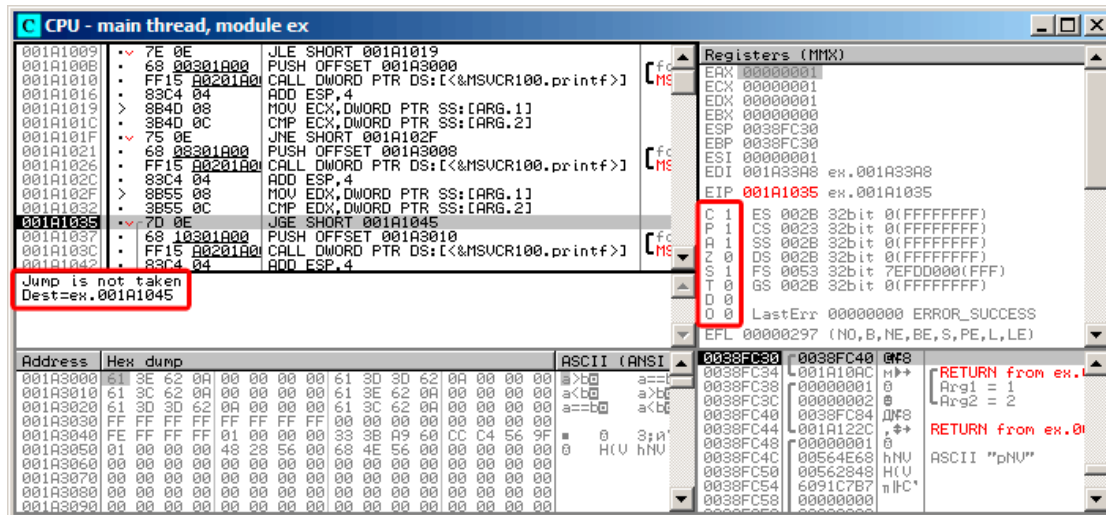 CPU - main thread, module ex
001A1009 7E 0E JLE SHORT 001A1019
001A100B 68 00301A00 PUSH OFFSET 001A3000
001A1010 FF15 A0201A0 CALL DWORD PTR DS:[<&MSVCR100.printf>]
001A1016 83C4 04 ADD ESP,4
001A1019 8B4D 08 MOV ECX,DWORD PTR SS:[ARG.1]
001A101C 3B4D 0C CMP ECX,DWORD PTR SS:[ARG.2]
001A101F 75 0E JNE SHORT 001A102F
001A1021 68 08301A00 PUSH OFFSET 001A3008
001A1026 FF15 A0201A0 CALL DWORD PTR DS:[<&MSVCR100.printf>]
001A102C 83C4 04 ADD ESP,4
001A102F 8B55 08 MOV EDX,DWORD PTR SS:[ARG.1]
001A1032 3B55 0C CMP EDX,DWORD PTR SS:[ARG.2]
001A1035 7D 0E JGE SHORT 001A1045
001A1037 68 10301A00 PUSH OFFSET 001A3010
001A103C FF15 A0201A0 CALL DWORD PTR DS:[<&MSVCR100.printf>]
001A1042 83C4 04 ADD ESP,4
Jump is not taken
Dest=ex.001A1045
Registers (MMX)
EAX 00000001
ECX 00000001
EDX 00000001
EBX 00000000
ESP 0038FC30
EBP 0038FC30
ESI 00000001
EDI 001A33A8 ex.001A33A8
EIP 001A1035 ex.001A1035
C 1 ES 002B 32bit 0(FFFFFFFF)
P 1 CS 0023 32bit 0(FFFFFFFF)
A 1 SS 002B 32bit 0(FFFFFFFF)
Z 0 DS 002B 32bit 0(FFFFFFFF)
S 1 FS 0053 32bit 7EFDD000(FFF)
T 0 GS 002B 32bit 0(FFFFFFFF)
D 0
O 0 LastErr 00000000 ERROR_SUCCESS
EFL 00000297 (NO,B,NE,BE,S,PE,L,LE)
Address Hex dump ASCII (ANSI
001A3000 61 3E 62 0A 00 00 00 00 61 3D 3D 62 0A 00 00 00 a>b a==b
001A3010 61 3C 62 0A 00 00 00 00 61 3E 62 0A 00 00 00 00 a<b a>b
001A3020 61 3D 3D 62 0A 00 00 00 61 3C 62 0A 00 00 00 00 a==b a<b
001A3030 FF FF FF FF FF FF FF FF 00 00 00 00 00 00 00 00
001A3040 FE FF FF FF 01 00 00 00 33 3B A9 60 CC C4 56 9F
001A3050 01 00 00 00 48 28 56 00 68 4E 56 00 00 00 00 00 H(V hNV
001A3060 00 00 00 00 00 00 00 00 00 00 00 00 00 00 00 00
001A3070 00 00 00 00 00 00 00 00 00 00 00 00 00 00 00 00
001A3080 00 00 00 00 00 00 00 00 00 00 00 00 00 00 00 00
001A3090 00 00 00 00 00 00 00 00 00 00 00 00 00 00 00 00
0038FC30 0038FC40
0038FC34 001A10AC RETURN from ex.
0038FC38 00000001 Arg1 = 1
0038FC3C 00000002 Arg2 = 2
0038FC40 0038FC84
0038FC44 001A122C RETURN from ex.0
0038FC48 00000001
0038FC4C 00564E68 hNV ASCII "pNV"
0038FC50 00562848 H(V
0038FC54 6091C7B7
0038FC58 00000000